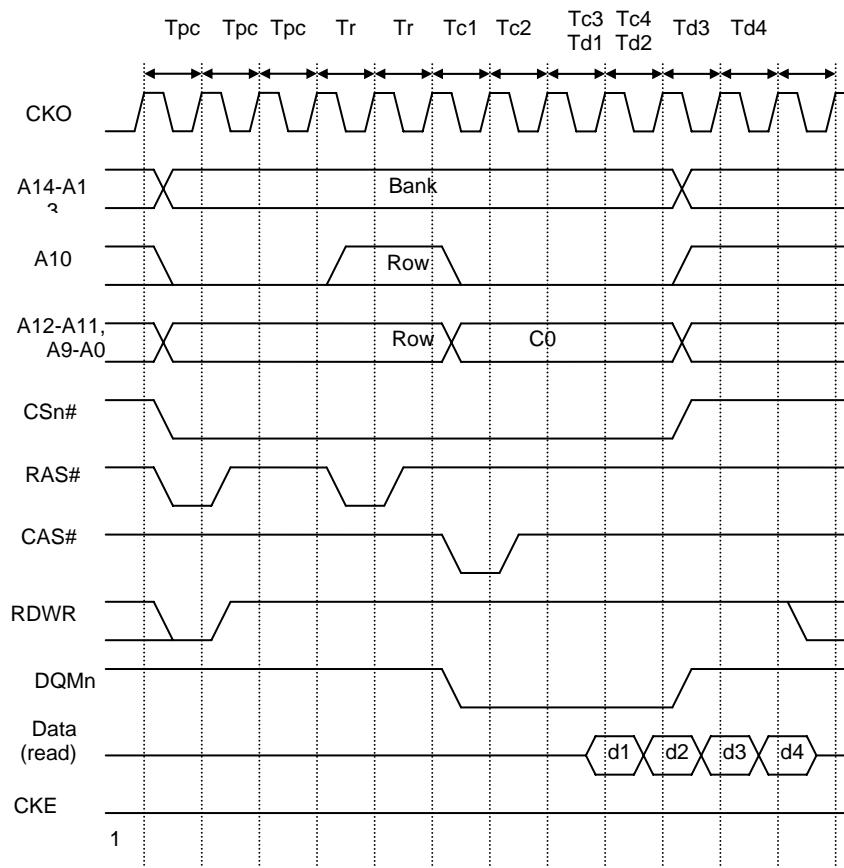 Tpc Tpc Tpc Tr Tr Tc1 Tc2 Tc3 Tc4
Td1 Td2 Td3 Td4
CKO
A14-A1
3
Bank
A10
Row
A12-A11,
A9-A0
Row
C0
CSn#
RAS#
CAS#
RDWR
DQMn
Data
(read)
d1 d2 d3 d4
CKE
1